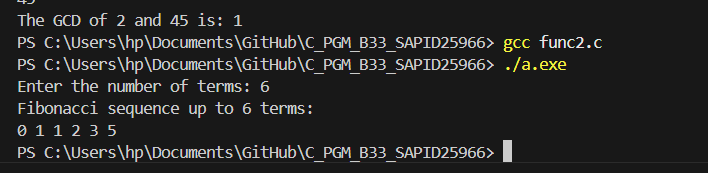 The GCD of 2 and 45 is: 1
PS C:\Users\hp\Documents\GitHub\C_PGM_B33_SAPID25966> gcc func2.c
PS C:\Users\hp\Documents\GitHub\C_PGM_B33_SAPID25966> ./a.exe
Enter the number of terms: 6
Fibonacci sequence up to 6 terms:
0 1 1 2 3 5
PS C:\Users\hp\Documents\GitHub\C_PGM_B33_SAPID25966>